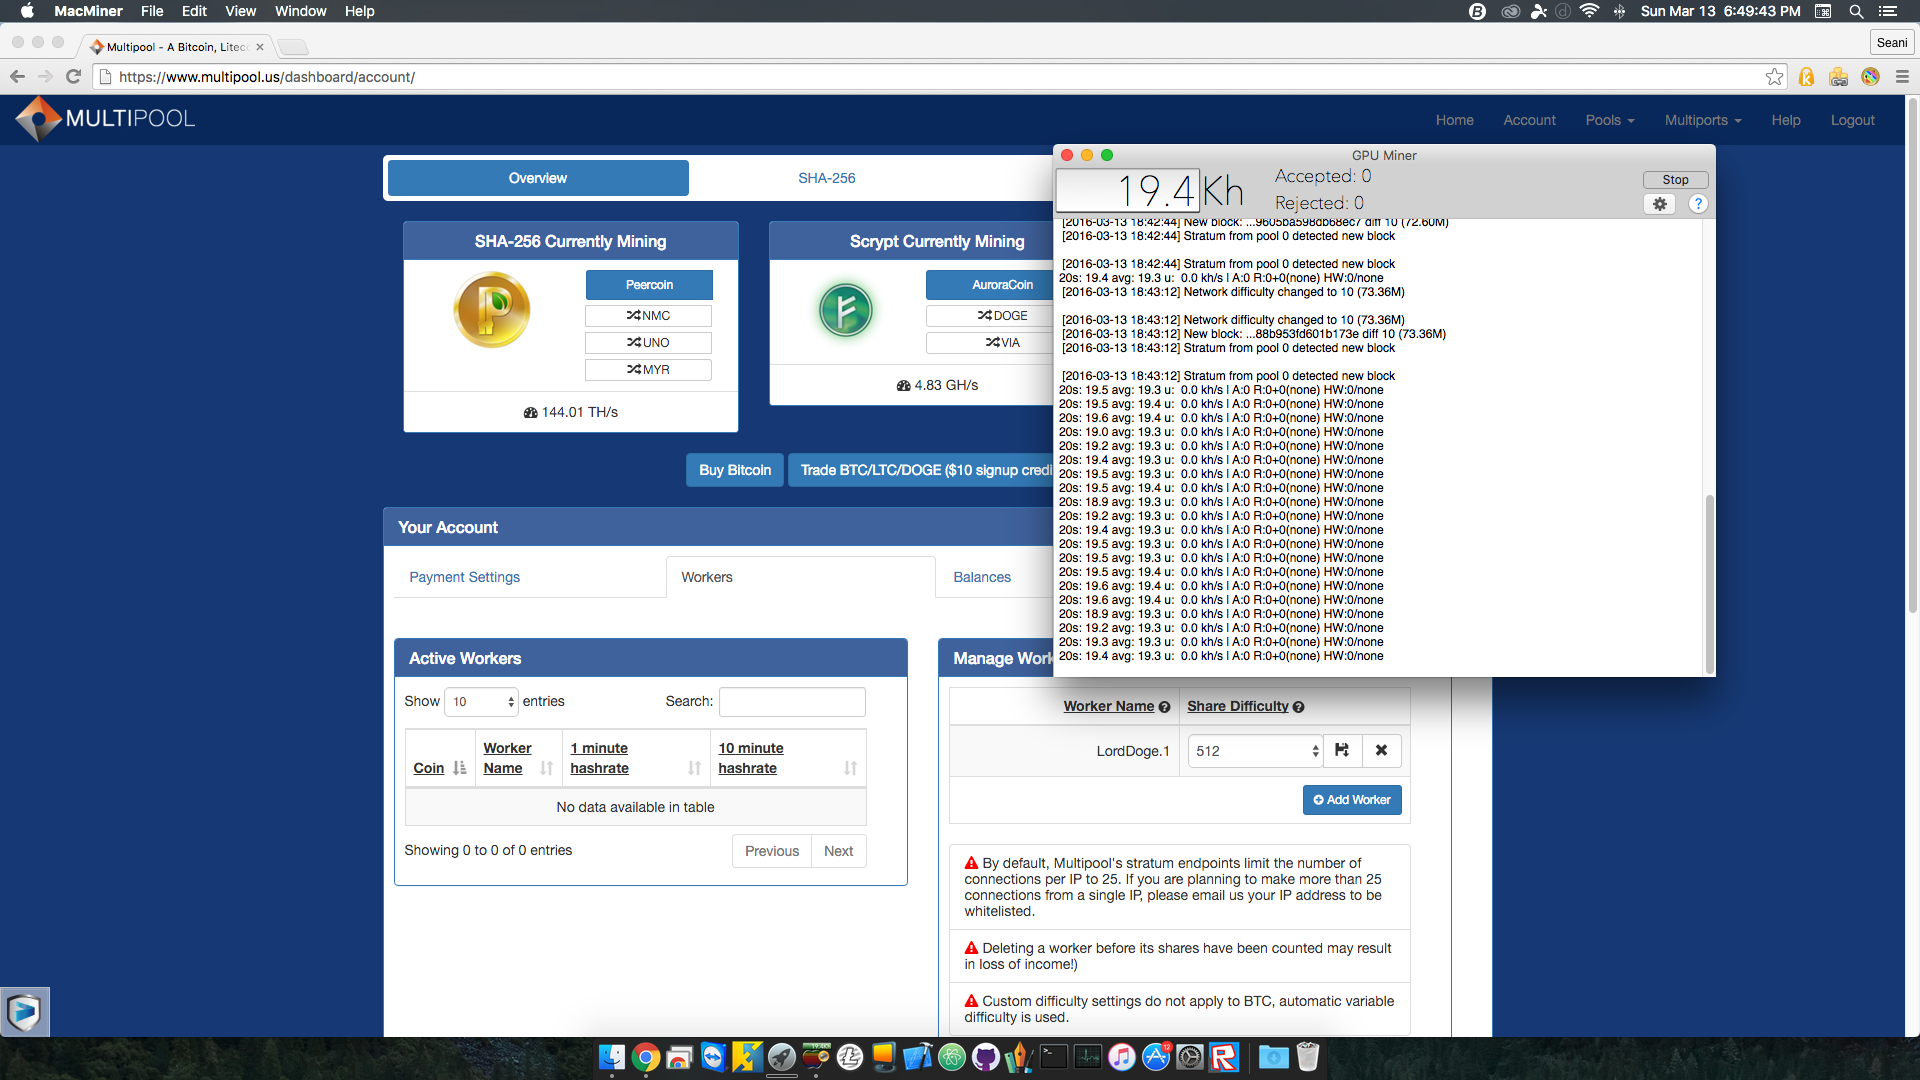 MacMiner File Edit View Window Help
Sun Mar 13 6:49:43 PM
Multipool - A Bitcoin, Litec
Seani
https://www.multipool.us/dashboard/account/
MULTIPOOL
Home Account Pools Multiports Help Logout
Overview
SHA-256
SHA-256 Currently Mining
Peercoin
NMC
UNO
MYR
144.01 TH/s
Scrypt Currently Mining
AuroraCoin
DOGE
VIA
4.83 GH/s
Buy Bitcoin
Trade BTC/LTC/DOGE ($10 signup credi
GPU Miner
19.4Kh
Accepted: 0
Rejected: 0
Stop
?
[2016-03-13 18:42:44] New block: ...9605ba598db68ec7 diff 10 (72.60M)
[2016-03-13 18:42:44] Stratum from pool 0 detected new block
[2016-03-13 18:42:44] Stratum from pool 0 detected new block
20s: 19.4 avg: 19.3 u: 0.0 kh/s | A:0 R:0+0(none) HW:0/none
[2016-03-13 18:43:12] Network difficulty changed to 10 (73.36M)
[2016-03-13 18:43:12] Network difficulty changed to 10 (73.36M)
[2016-03-13 18:43:12] New block: ...88b953fd601b173e diff 10 (73.36M)
[2016-03-13 18:43:12] Stratum from pool 0 detected new block
[2016-03-13 18:43:12] Stratum from pool 0 detected new block
20s: 19.5 avg: 19.3 u: 0.0 kh/s | A:0 R:0+0(none) HW:0/none
20s: 19.5 avg: 19.4 u: 0.0 kh/s | A:0 R:0+0(none) HW:0/none
20s: 19.6 avg: 19.4 u: 0.0 kh/s | A:0 R:0+0(none) HW:0/none
20s: 19.0 avg: 19.3 u: 0.0 kh/s | A:0 R:0+0(none) HW:0/none
20s: 19.2 avg: 19.3 u: 0.0 kh/s | A:0 R:0+0(none) HW:0/none
20s: 19.4 avg: 19.3 u: 0.0 kh/s | A:0 R:0+0(none) HW:0/none
20s: 19.5 avg: 19.3 u: 0.0 kh/s | A:0 R:0+0(none) HW:0/none
20s: 19.5 avg: 19.4 u: 0.0 kh/s | A:0 R:0+0(none) HW:0/none
20s: 18.9 avg: 19.3 u: 0.0 kh/s | A:0 R:0+0(none) HW:0/none
20s: 19.2 avg: 19.3 u: 0.0 kh/s | A:0 R:0+0(none) HW:0/none
20s: 19.4 avg: 19.3 u: 0.0 kh/s | A:0 R:0+0(none) HW:0/none
20s: 19.5 avg: 19.3 u: 0.0 kh/s | A:0 R:0+0(none) HW:0/none
20s: 19.5 avg: 19.3 u: 0.0 kh/s | A:0 R:0+0(none) HW:0/none
20s: 19.5 avg: 19.4 u: 0.0 kh/s | A:0 R:0+0(none) HW:0/none
20s: 19.6 avg: 19.4 u: 0.0 kh/s | A:0 R:0+0(none) HW:0/none
20s: 19.6 avg: 19.4 u: 0.0 kh/s | A:0 R:0+0(none) HW:0/none
20s: 18.9 avg: 19.3 u: 0.0 kh/s | A:0 R:0+0(none) HW:0/none
20s: 19.2 avg: 19.3 u: 0.0 kh/s | A:0 R:0+0(none) HW:0/none
20s: 19.3 avg: 19.3 u: 0.0 kh/s | A:0 R:0+0(none) HW:0/none
20s: 19.4 avg: 19.3 u: 0.0 kh/s | A:0 R:0+0(none) HW:0/none
Your Account
Payment Settings
Workers
Balances
Active Workers
Show 10 entries
Search:
Coin
Worker Name
1 minute hashrate
10 minute hashrate
No data available in table
Showing 0 to 0 of 0 entries
Previous Next
Manage Work
Worker Name Share Difficulty
LordDoge.1 512
Add Worker
By default, Multipool's stratum endpoints limit the number of
connections per IP to 25. If you are planning to make more than 25
connections from a single IP, please email us your IP address to be
whitelisted.
Deleting a worker before its shares have been counted may result
in loss of income!)
Custom difficulty settings do not apply to BTC, automatic variable
difficulty is used.